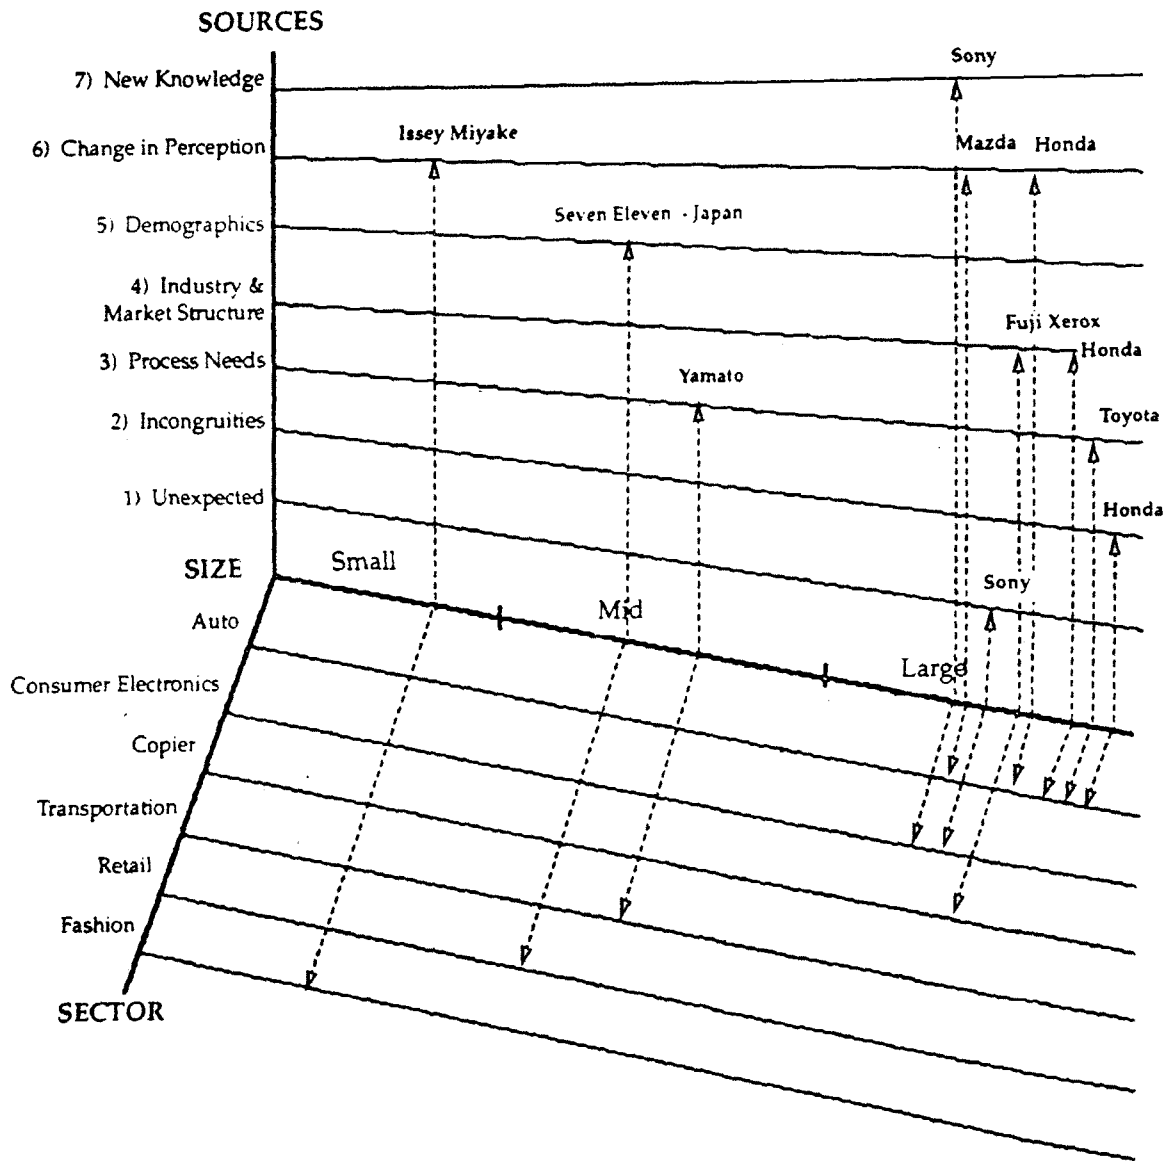 SOURCES
Sony
7) New Knowledge
Issey Miyake
Mazda Honda
6) Change in Perception
Seven Eleven - Japan
5) Demographics
4) Industry &
Market Structure
Fuji Xerox
Honda
3) Process Needs
Yamato
2) Incongruities
Toyota
1) Unexpected
Honda
SIZE
Small
Sony
Mid
Auto
Large
Consumer Electronics
Copier
Transportation
Retail
Fashion
SECTOR